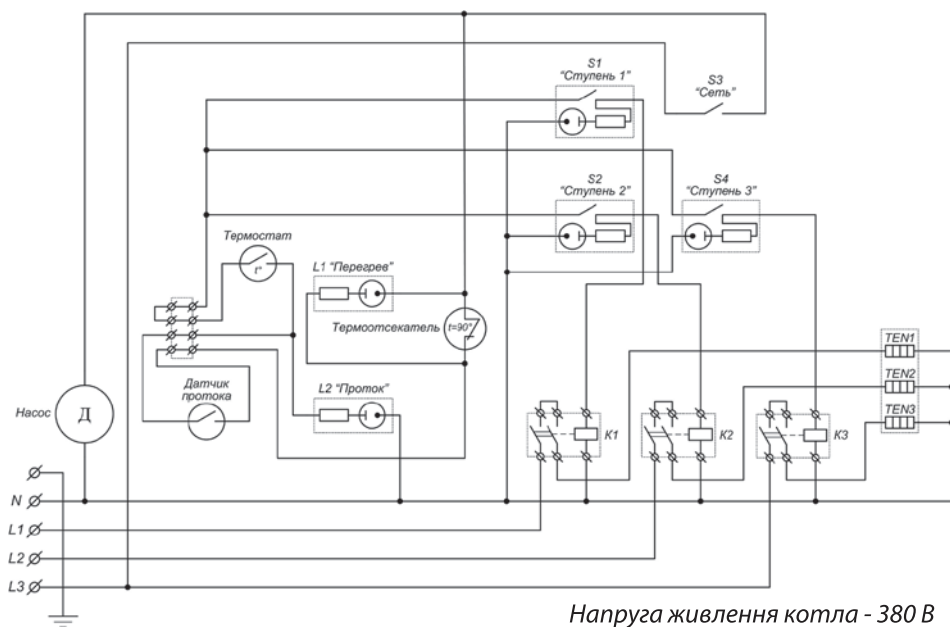 S1
"Ступень 1"
S3
"Сеть"
S2
"Ступень 2"
S4
"Ступень 3"
Термостат
t°
L1 "Перегрев"
Термоотсекатель
t=90°
Датчик
протока
L2 "Проток"
Насос
Д
TEN1
TEN2
TEN3
K1
K2
K3
N
L1
L2
L3
Напруга живлення котла - 380 В